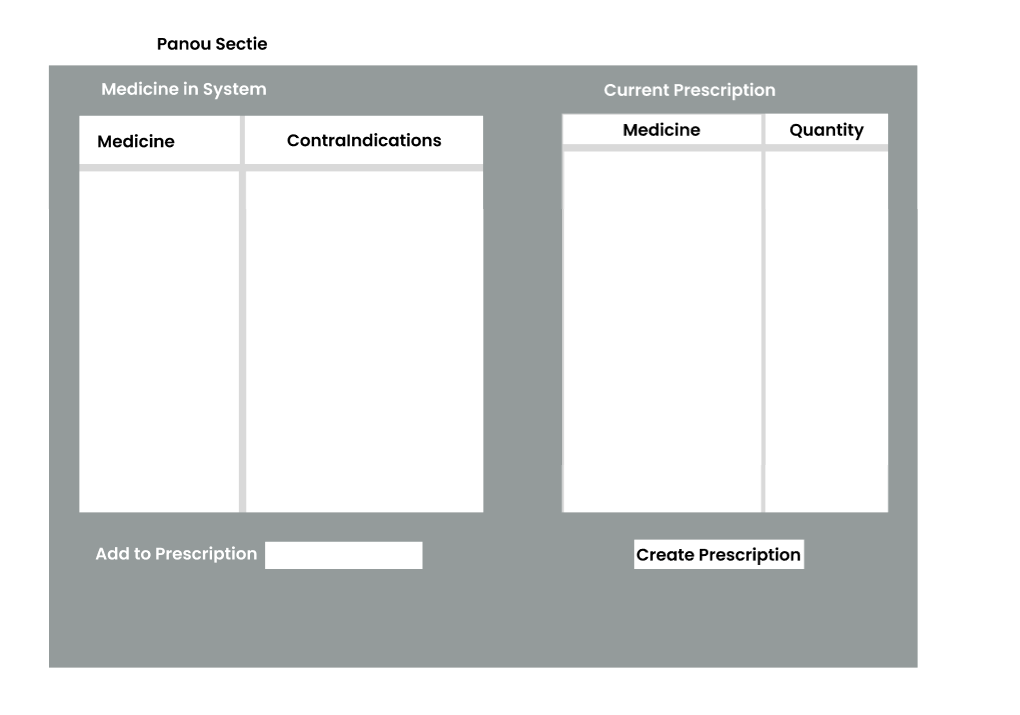 Panou Sectie
Medicine in System
Current Prescription
Medicine
ContraIndications
Medicine
Quantity
Add to Prescription
Create Prescription